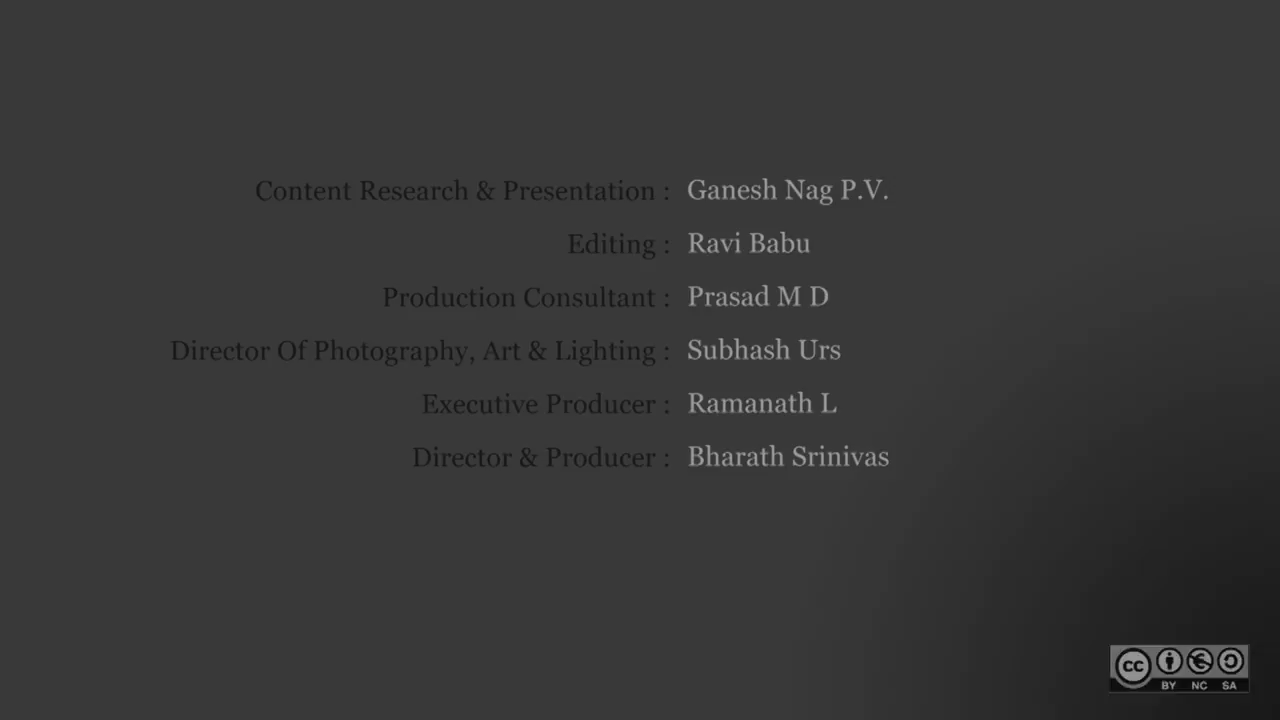 Content Research & Presentation : Ganesh Nag P.V.
Editing : Ravi Babu
Production Consultant : Prasad M D
Director Of Photography, Art & Lighting : Subhash Urs
Executive Producer : Ramanath L
Director & Producer : Bharath Srinivas
cc
BY NC SA